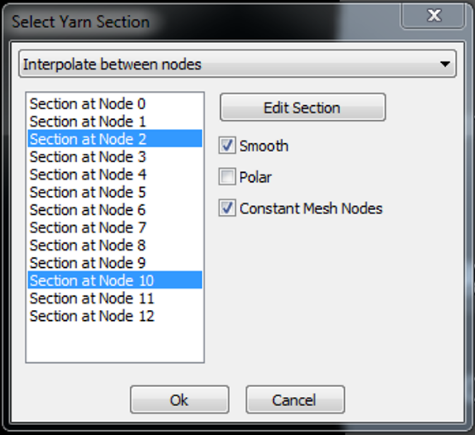 Select Yarn Section
Interpolate between nodes
Section at Node 0
Section at Node 1
Section at Node 2
Section at Node 3
Section at Node 4
Section at Node 5
Section at Node 6
Section at Node 7
Section at Node 8
Section at Node 9
Section at Node 10
Section at Node 11
Section at Node 12
Edit Section
Smooth
Polar
Constant Mesh Nodes
Ok
Cancel